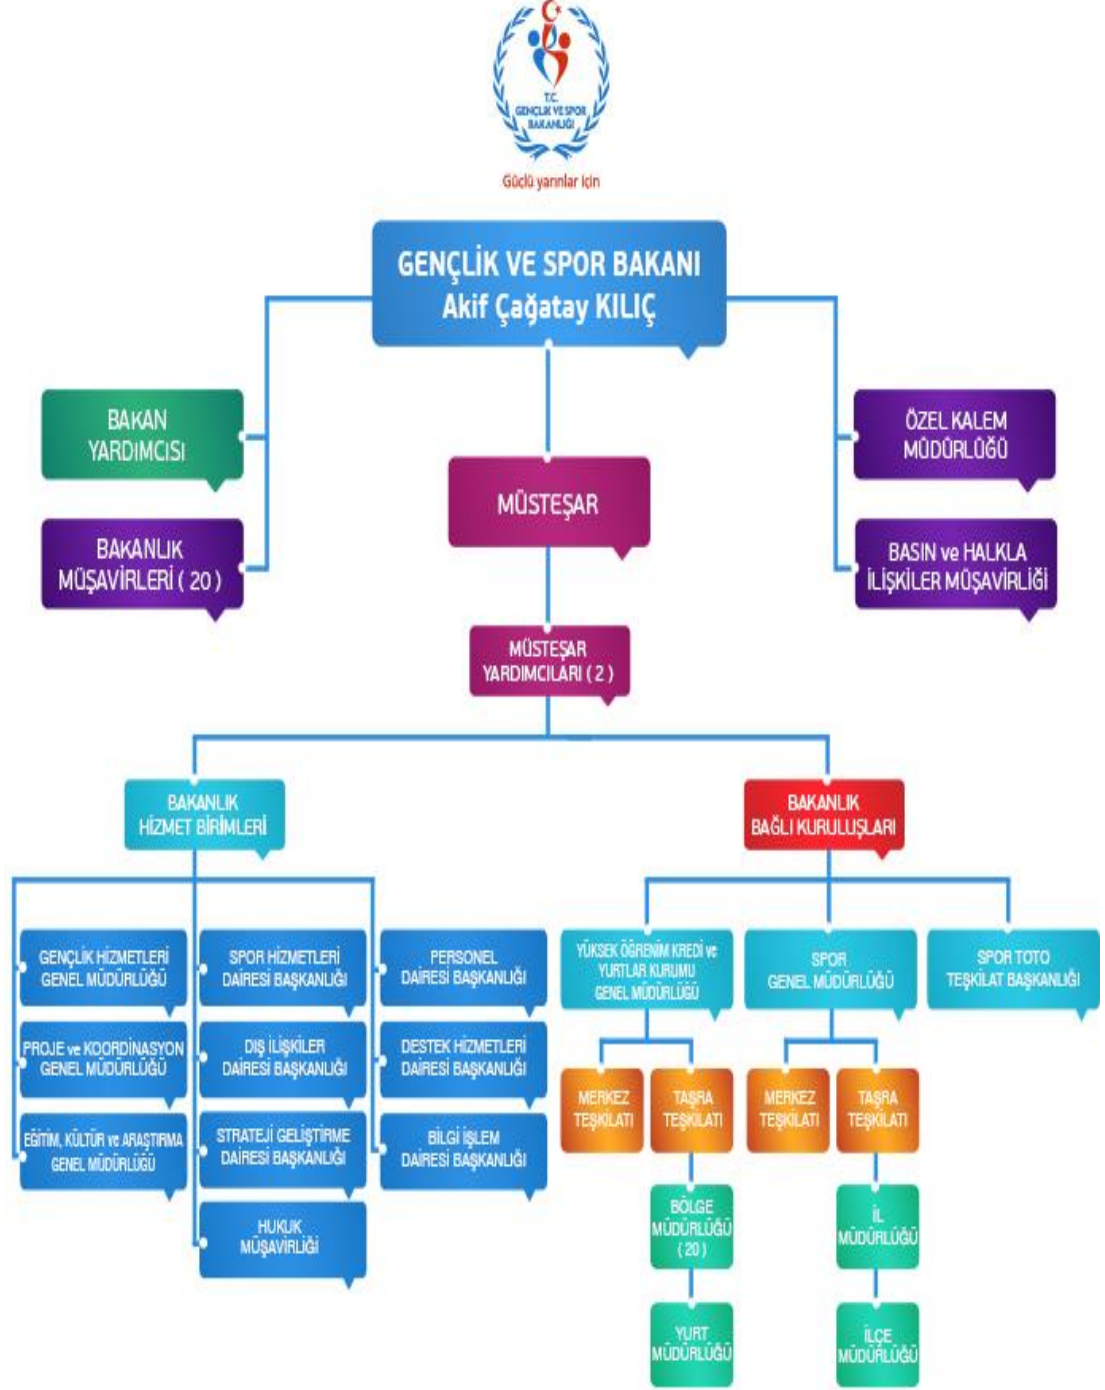 T.C.
GENÇLİK VE SPOR
BAKANLIĞI
Güçlü yarınlar için
GENÇLİK VE SPOR BAKANI
Akif Çağatay KILIÇ
BAKAN
YARDIMCISI
ÖZEL KALEM
MÜDÜRLÜĞÜ
MÜSTEŞAR
BAKANLIK
MÜŞAVİRLERİ ( 20 )
BASIN ve HALKLA
İLİŞKİLER MÜŞAVİRLİĞİ
MÜSTEŞAR
YARDIMCILARI ( 2 )
BAKANLIK
HİZMET BİRİMLERİ
BAKANLIK
BAĞLI KURULUŞLARI
GENÇLİK HİZMETLERİ
GENEL MÜDÜRLÜĞÜ
SPOR HİZMETLERİ
DAİRESİ BAŞKANLIĞI
PERSONEL
DAİRESİ BAŞKANLIĞI
YÜKSEK ÖĞRENİM KREDİ ve
YURTLAR KURUMU
GENEL MÜDÜRLÜĞÜ
SPOR
GENEL MÜDÜRLÜĞÜ
SPOR TOTO
TEŞKİLAT BAŞKANLIĞI
PROJE ve KOORDİNASYON
GENEL MÜDÜRLÜĞÜ
DIŞ İLİŞKİLER
DAİRESİ BAŞKANLIĞI
DESTEK HİZMETLERİ
DAİRESİ BAŞKANLIĞI
MERKEZ
TEŞKİLATI
TAŞRA
TEŞKİLATI
MERKEZ
TEŞKİLATI
TAŞRA
TEŞKİLATI
EĞİTİM, KÜLTÜR ve ARAŞTIRMA
GENEL MÜDÜRLÜĞÜ
STRATEJİ GELİŞTİRME
DAİRESİ BAŞKANLIĞI
BİLGİ İŞLEM
DAİRESİ BAŞKANLIĞI
HUKUK
MÜŞAVİRLİĞİ
BÖLGE
MÜDÜRLÜĞÜ
( 20 )
İL
MÜDÜRLÜĞÜ
YURT
MÜDÜRLÜĞÜ
İLÇE
MÜDÜRLÜĞÜ